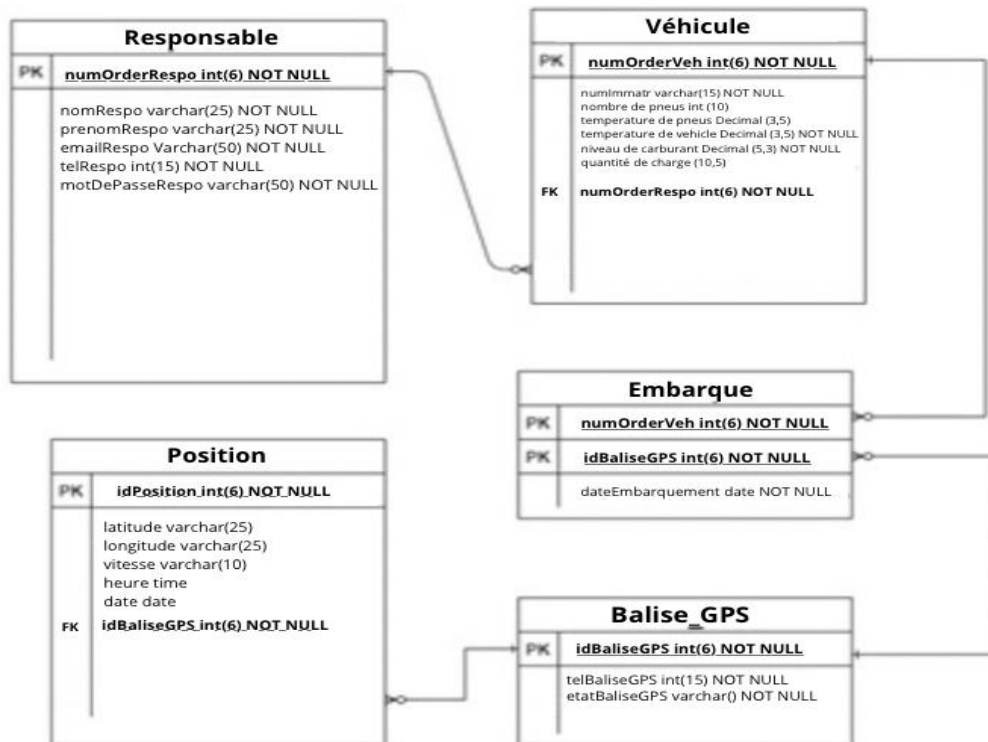 Responsable
PK numOrderRespo int(6) NOT NULL
nomRespo varchar(25) NOT NULL
prenomRespo varchar(25) NOT NULL
emailRespo Varchar(50) NOT NULL
telRespo int(15) NOT NULL
motDePasseRespo varchar(50) NOT NULL
Véhicule
PK numOrderVeh int(6) NOT NULL
numImmatr varchar(15) NOT NULL
nombre de pneus int (10)
temperature de pneus Decimal (3,5)
temperature de vehicle Decimal (3,5) NOT NULL
niveau de carburant Decimal (5,3) NOT NULL
quantité de charge (10,5)
FK numOrderRespo int(6) NOT NULL
Embarque
PK numOrderVeh int(6) NOT NULL
PK idBaliseGPS int(6) NOT NULL
dateEmbarquement date NOT NULL
Position
PK idPosition int(6) NOT NULL
latitude varchar(25)
longitude varchar(25)
vitesse varchar(10)
heure time
date date
FK idBaliseGPS int(6) NOT NULL
Balise_GPS
PK idBaliseGPS int(6) NOT NULL
telBaliseGPS int(15) NOT NULL
etatBaliseGPS varchar() NOT NULL